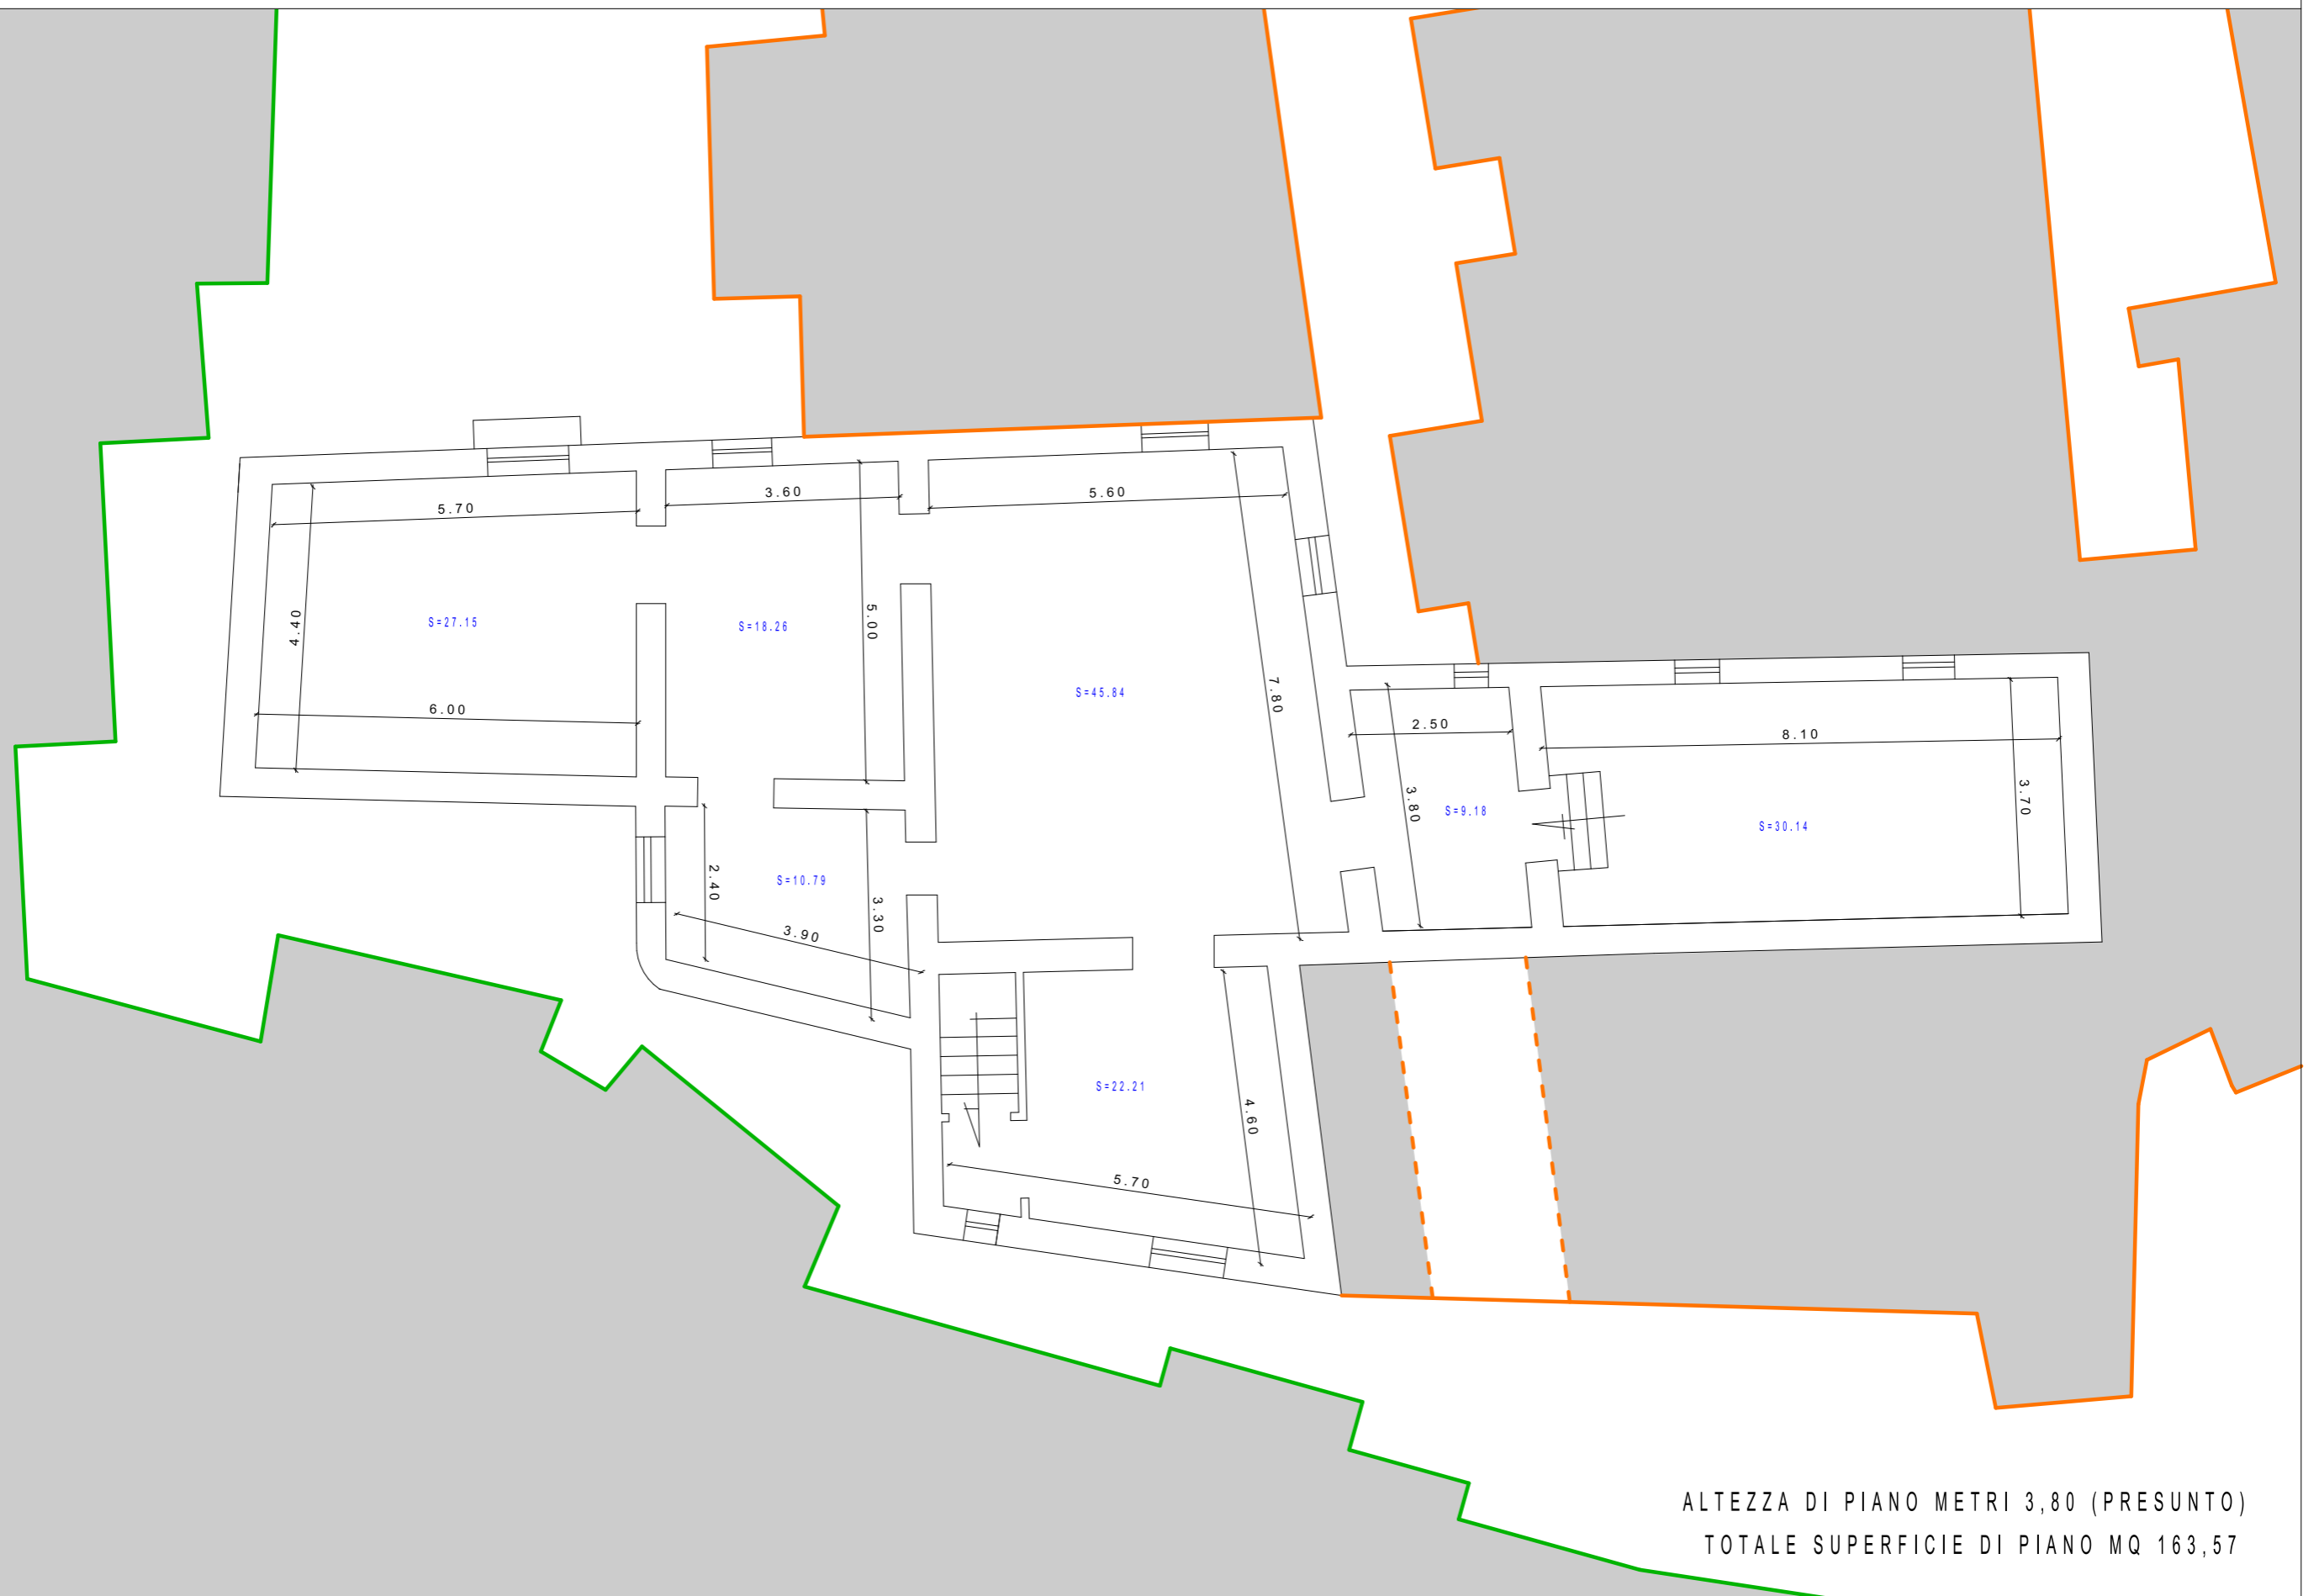 3.60
5.60
5.70
4.40
5.00
S=27.15
S=18.26
S=45.84
7.80
6.00
2.50
8.10
3.80
S=9.18
3.70
S=30.14
2.40
S=10.79
3.30
3.90
S=22.21
4.60
5.70
ALTEZZA DI PIANO METRI 3,80 (PRESUNTO)
TOTALE SUPERFICIE DI PIANO MQ 163,57